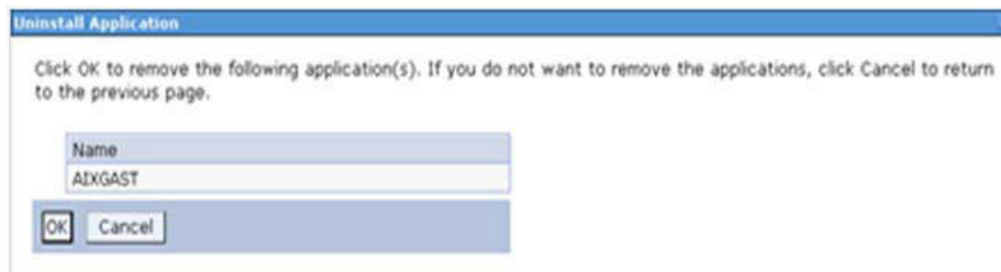 Uninstall Application
Click OK to remove the following application(s). If you do not want to remove the applications, click Cancel to return
to the previous page.
Name
AIXGAST
OK Cancel